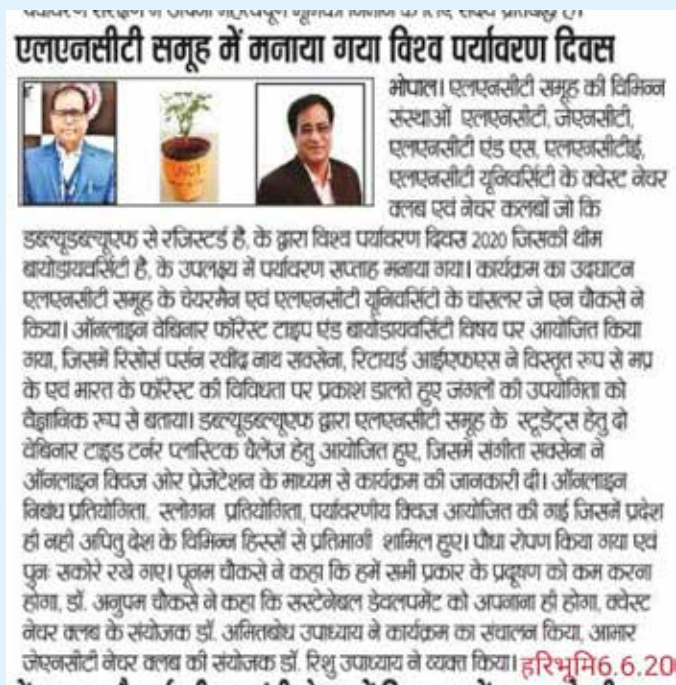 एलएनसीटी समूह में मनाया गया विश्व पर्यावरण दिवस
भोपाल। एलएनसीटी समूह की विभिन्न
संस्थाओं एलएनसीटी, जेएनसीटी,
एलएनसीटी एंड एस, एलएनसीटीई,
एलएनसीटी यूनिवर्सिटी के क्वेस्ट नेचर
क्लब एवं नेचर कलबों जो कि
डब्ल्यूडब्ल्यूएफ से रजिस्टर्ड है, के द्वारा विश्व पर्यावरण दिवस 2020 जिसकी थीम
बायोडायवर्सिटी है, के उपलक्ष्य में पर्यावरण सप्ताह मनाया गया। कार्यक्रम का उदघाटन
एलएनसीटी समूह के चेयरमैन एवं एलएनसीटी यूनिवर्सिटी के चांसलर जे एन चौकसे ने
किया। ऑनलाइन वेबिनार फॉरेस्ट टाइप एंड बायोडायवर्सिटी विषय पर आयोजित किया
गया, जिसमें रिसोर्स पर्सन रवींद्र नाथ सक्सेना, रिटायर्ड आईएफएस ने विस्तृत रूप से मप्र
के एवं भारत के फॉरेस्ट की विविधता पर प्रकाश डालते हुए जंगलों की उपयोगिता को
वैज्ञानिक रूप से बताया। डब्ल्यूडब्ल्यूएफ द्वारा एलएनसीटी समूह के स्टूडेंट्स हेतु दो
वेबिनार टाइड टर्नर प्लास्टिक चैलेंज हेतु आयोजित हुए, जिसमें संगीता सक्सेना ने
ऑनलाइन क्विज ओर प्रेजेंटेशन के माध्यम से कार्यक्रम की जानकारी दी। ऑनलाइन
निबंध प्रतियोगिता, स्लोगन प्रतियोगिता, पर्यावरणीय क्विज आयोजित की गई जिसमें प्रदेश
ही नही अपितु देश के विभिन्न हिस्सों से प्रतिभागी शामिल हुए। पौधा रोपण किया गया एवं
पुनः सकोरे रखे गए। पूनम चौकसे ने कहा कि हमें सभी प्रकार के प्रदूषण को कम करना
होगा, डॉ. अनुपम चौकसे ने कहा कि सस्टेनेबल डेवलपमेंट को अपनाना ही होगा, क्वेस्ट
नेचर क्लब के संयोजक डॉ. अमितबोध उपाध्याय ने कार्यक्रम का संचालन किया, आभार
जेएनसीटी नेचर क्लब की संयोजक डॉ. रिशु उपाध्याय ने व्यक्त किया। हरिभूमि6.6.20